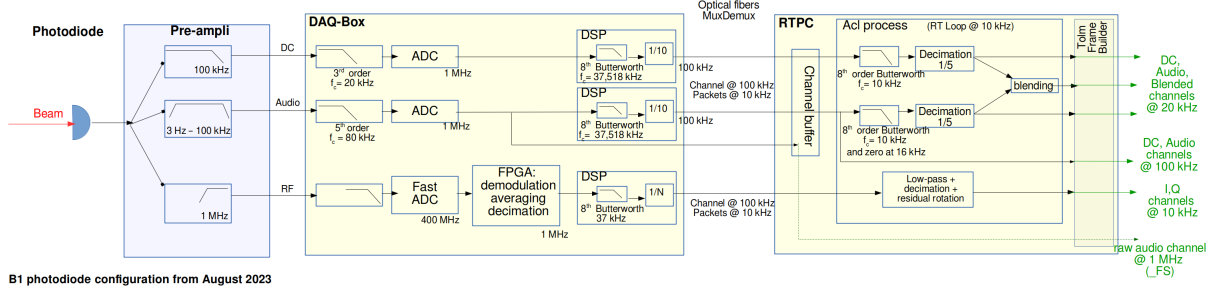 Optical fibers
MuxDemux
Photodiode
Pre-ampli
DAQ-Box
RTPC
Acl process
(RT Loop @ 10 kHz)
Tolm
Frame
Builder
Beam
100 kHz
3 Hz – 100 kHz
1 MHz
DC
Audio
RF
3rd order
fc = 20 kHz
ADC
1 MHz
DSP
8th Butterworth
fc = 37,518 kHz
1/10
100 kHz
5th order
fc = 80 kHz
ADC
1 MHz
DSP
8th Butterworth
fc = 37,518 kHz
1/10
100 kHz
Channel @ 100 kHz
Packets @ 10 kHz
Fast
ADC
400 MHz
FPGA:
demodulation
averaging
decimation
1 MHz
DSP
8th Butterworth
37 kHz
1/N
Channel @ 100 kHz
Packets @ 10 kHz
Channel buffer
8th order Butterworth
fc = 10 kHz
Decimation
1/5
8th order Butterworth
fc = 10 kHz
and zero at 16 kHz
Decimation
1/5
blending
Low-pass +
decimation +
residual rotation
DC,
Audio,
Blended
channels
@ 20 kHz
DC, Audio
channels
@ 100 kHz
I,Q
channels
@ 10 kHz
raw audio channel
@ 1 MHz
(_FS)
B1 photodiode configuration from August 2023